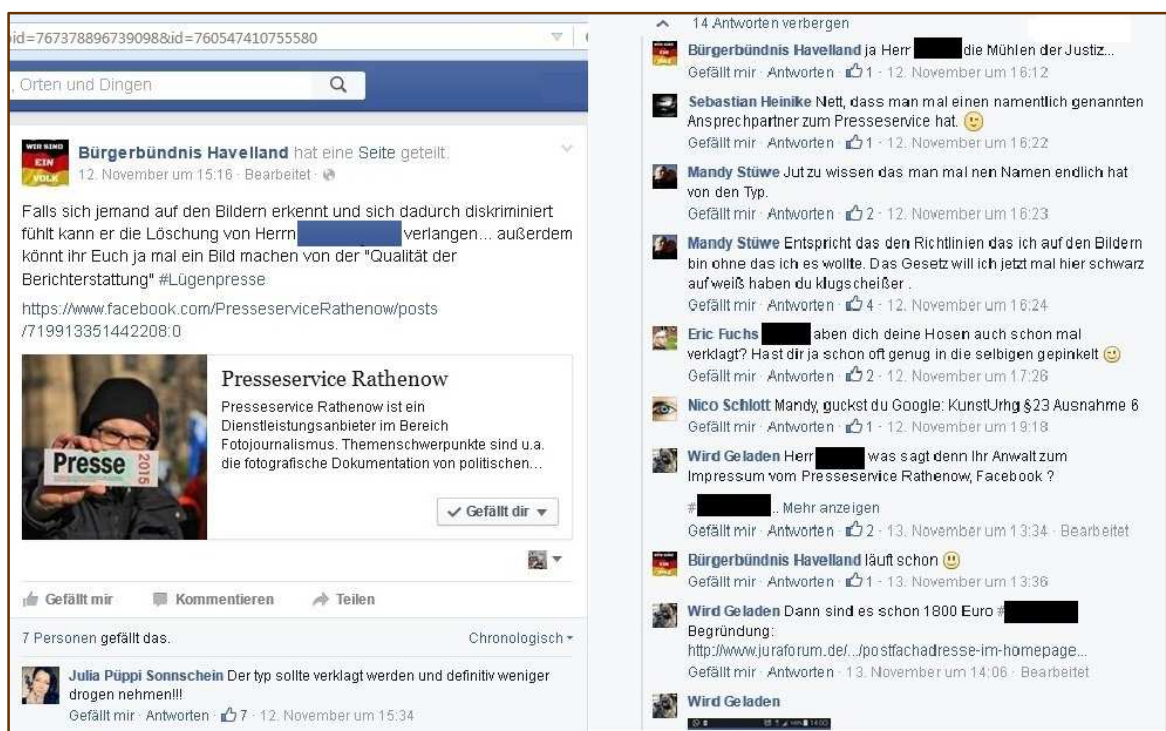 pid=767378896739098&id=760547410755580
, Orten und Dingen
WIR SIND
EIN
VOLK
Bürgerbündnis Havelland hat eine Seite geteilt.
12. November um 15:16 · Bearbeitet ·
Falls sich jemand auf den Bildern erkennt und sich dadurch diskriminiert
fühlt kann er die Löschung von Herrn verlangen... außerdem
könnt ihr Euch ja mal ein Bild machen von der "Qualität der
Berichterstattung" #Lügenpresse
https://www.facebook.com/PresseserviceRathenow/posts
/719913351442208:0
Presse 2015
Presseservice Rathenow
Presseservice Rathenow ist ein
Dienstleistungsanbieter im Bereich
Fotojournalismus. Themenschwerpunkte sind u.a.
die fotografische Dokumentation von politischen...
Gefällt dir
Gefällt mir Kommentieren Teilen
7 Personen gefällt das. Chronologisch
Julia Püppi Sonnschein Der typ sollte verklagt werden und definitiv weniger
drogen nehmen!!!
Gefällt mir · Antworten · 7 · 12. November um 15:34
14 Antworten verbergen
Bürgerbündnis Havelland ja Herr die Mühlen der Justiz...
Gefällt mir · Antworten · 1 · 12. November um 16:12
Sebastian Heinike Nett, dass man mal einen namentlich genannten
Ansprechpartner zum Presseservice hat. 😉
Gefällt mir · Antworten · 1 · 12. November um 16:22
Mandy Stüwe Jut zu wissen das man mal nen Namen endlich hat
von den Typ.
Gefällt mir · Antworten · 2 · 12. November um 16:23
Mandy Stüwe Entspricht das den Richtlinien das ich auf den Bildern
bin ohne das ich es wollte. Das Gesetz will ich jetzt mal hier schwarz
auf weiß haben du klugscheißer .
Gefällt mir · Antworten · 4 · 12. November um 16:24
Eric Fuchs aben dich deine Hosen auch schon mal
verklagt? Hast dir ja schon oft genug in die selbigen gepinkelt 😉
Gefällt mir · Antworten · 2 · 12. November um 17:26
Nico Schlott Mandy, guckst du Google: KunstUrhg §23 Ausnahme 6
Gefällt mir · Antworten · 1 · 12. November um 19:18
Wird Geladen Herr was sagt denn Ihr Anwalt zum
Impressum vom Presseservice Rathenow, Facebook ?
# .. Mehr anzeigen
Gefällt mir · Antworten · 2 · 13. November um 13:34 · Bearbeitet
Bürgerbündnis Havelland läuft schon 🙂
Gefällt mir · Antworten · 1 · 13. November um 13:36
Wird Geladen Dann sind es schon 1800 Euro #
Begründung:
http://www.juraforum.de/.../postfachadresse-im-homepage...
Gefällt mir · Antworten · 13. November um 14:06 · Bearbeitet
Wird Geladen
14:00